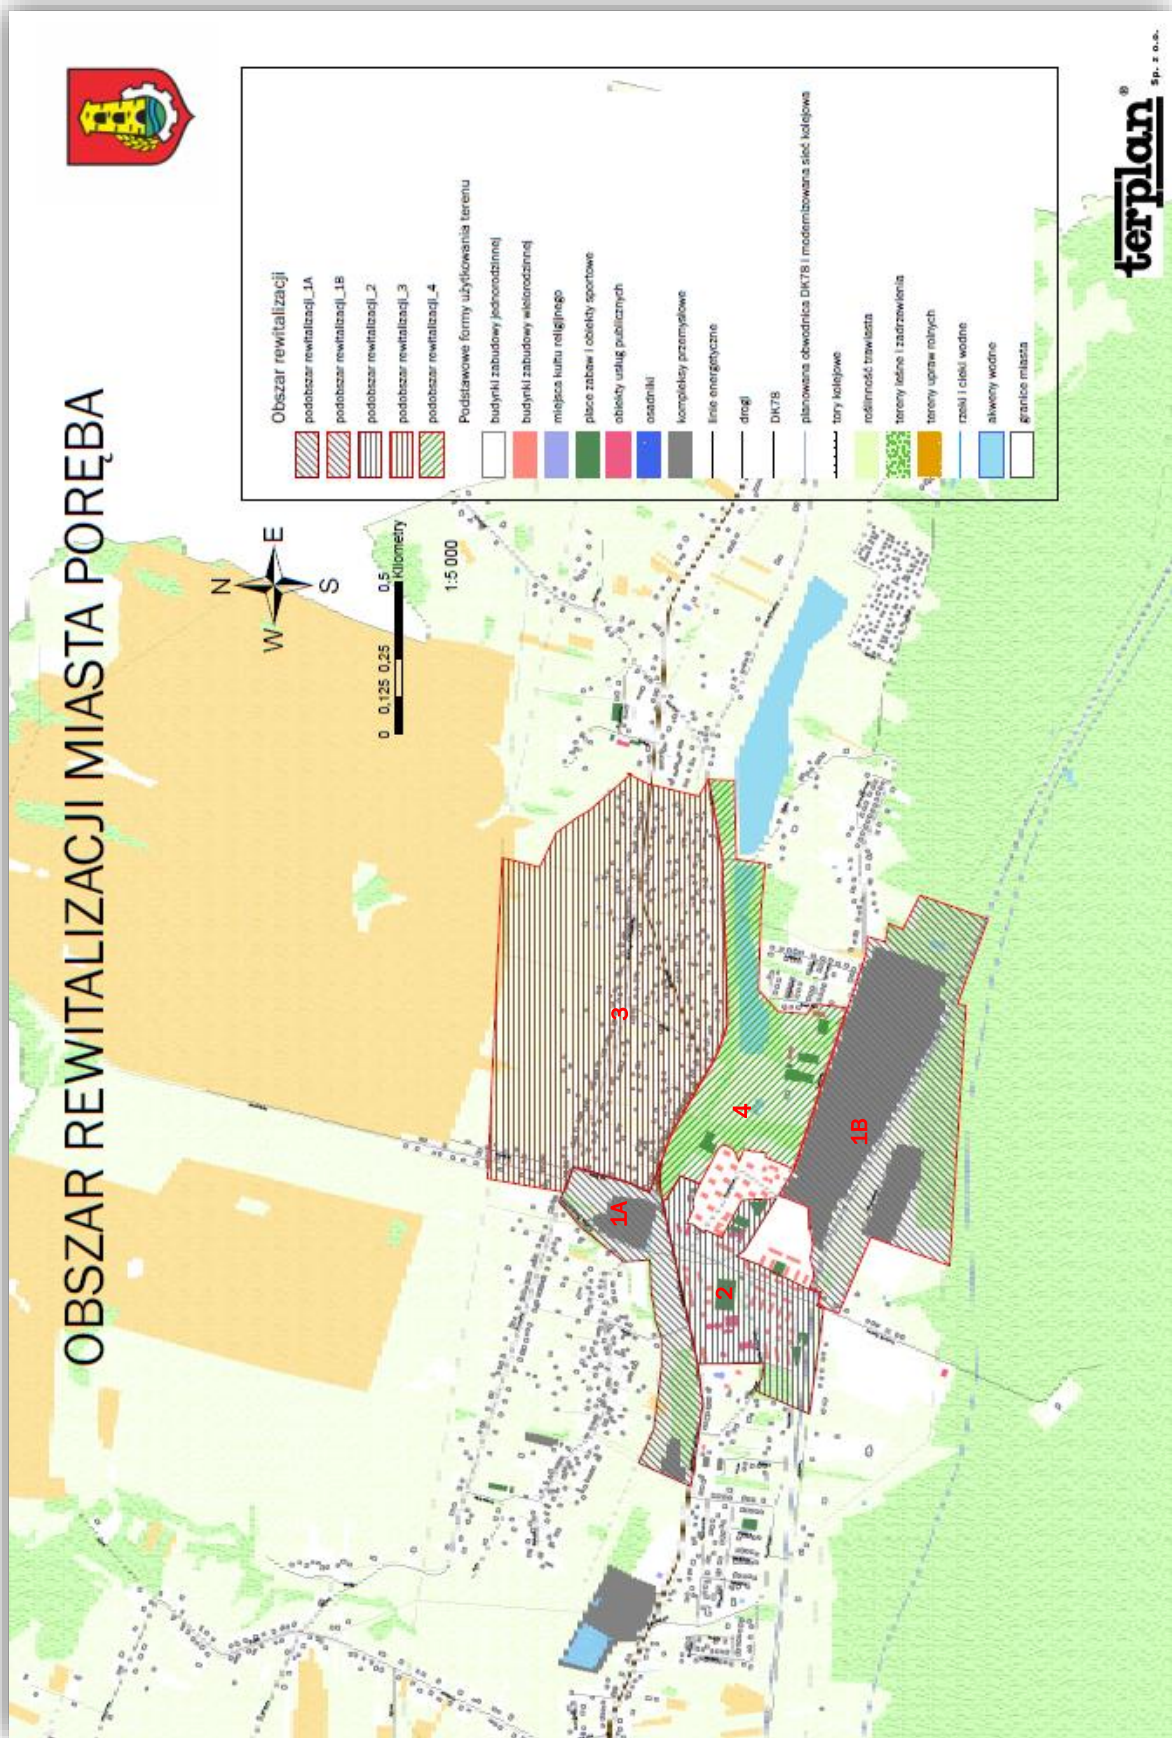 OBSZAR REWITALIZACJI MIASTA PORĘBA
N
W
E
S
0 0,125 0,25 0,5
Kilometry
1:5 000
Obszar rewitalizacji
podobszar rewitalizacji_1A
podobszar rewitalizacji_1B
podobszar rewitalizacji_2
podobszar rewitalizacji_3
podobszar rewitalizacji_4
Podstawowe formy użytkowania terenu
budynki zabudowy jednorodzinnej
budynki zabudowy wielorodzinnej
miejsca kultu religijnego
place zabaw i obiekty sportowe
obiekty usług publicznych
osadniki
kompleksy przemysłowe
linie energetyczne
drogi
DK78
planowana obwodnica DK78 i modernizowana sieć kolejowa
tory kolejowe
roślinność trawiasta
tereny leśne i zadrzewienia
tereny upraw rolnych
rzeki i cieki wodne
akweny wodne
granice miasta
3
1A
4
2
1B
terplan®
Sp. z o.o.